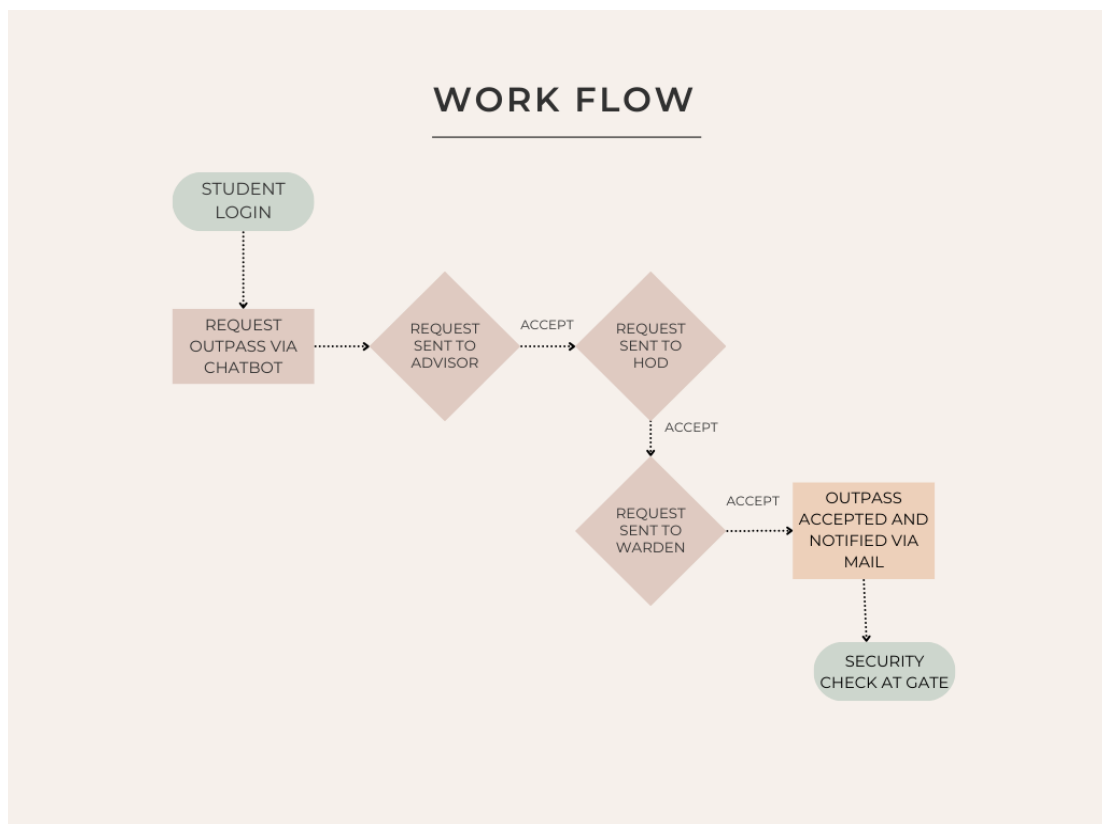 WORK FLOW
STUDENT
LOGIN
REQUEST
OUTPASS VIA
CHATBOT
REQUEST
SENT TO
ADVISOR
ACCEPT
REQUEST
SENT TO
HOD
ACCEPT
REQUEST
SENT TO
WARDEN
ACCEPT
OUTPASS
ACCEPTED AND
NOTIFIED VIA
MAIL
SECURITY
CHECK AT GATE